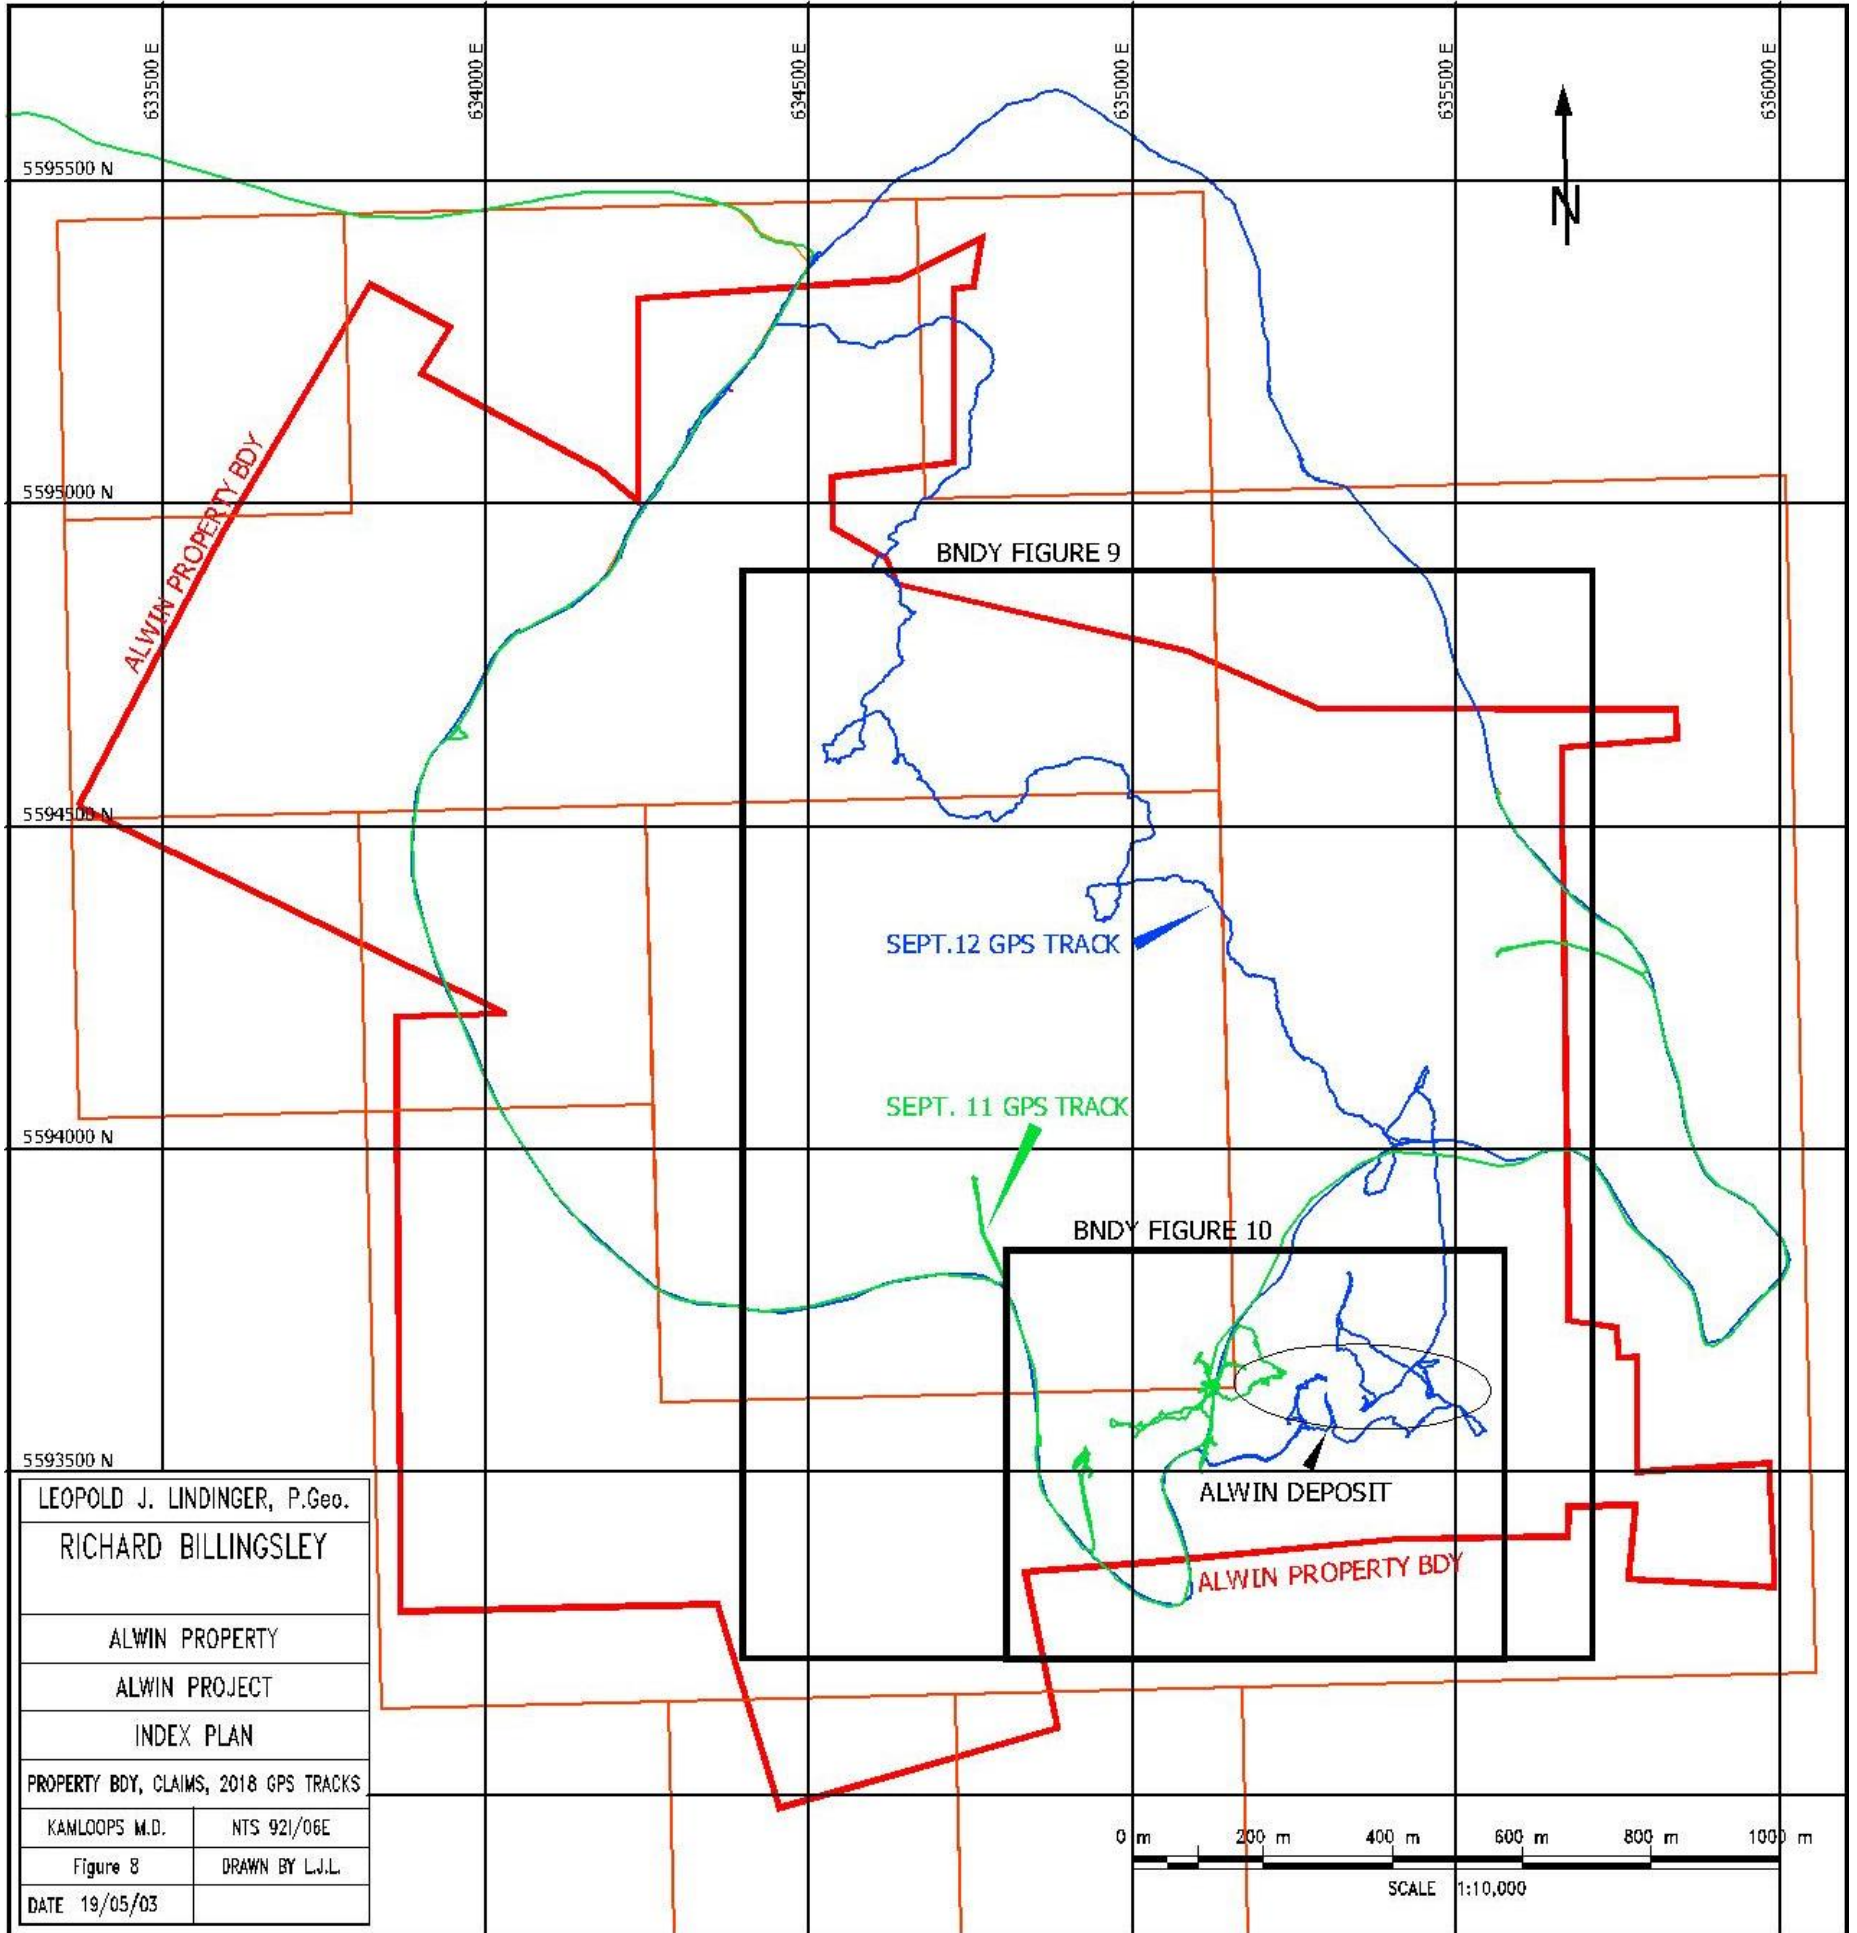 633500 E
634000 E
634500 E
635000 E
635500 E
636000 E
5595500 N
N
ALWIN PROPERTY BDY
5595000 N
BNDY FIGURE 9
5594500 N
SEPT.12 GPS TRACK
SEPT. 11 GPS TRACK
5594000 N
BNDY FIGURE 10
5593500 N
ALWIN DEPOSIT
ALWIN PROPERTY BDY
LEOPOLD J. LINDINGER, P.Geo.
RICHARD BILLINGSLEY
ALWIN PROPERTY
ALWIN PROJECT
INDEX PLAN
PROPERTY BDY, CLAIMS, 2018 GPS TRACKS
KAMLOOPS M.D. NTS 92I/06E
Figure 8 DRAWN BY L.J.L.
DATE 19/05/03
0 m 200 m 400 m 600 m 800 m 1000 m
SCALE 1:10,000